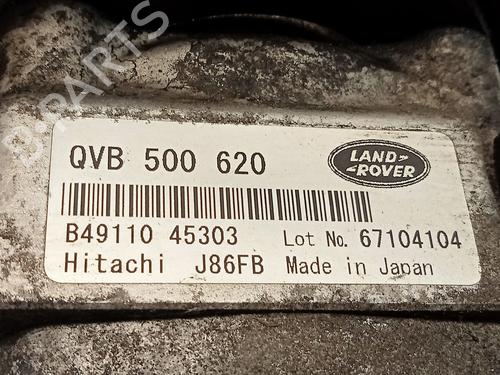 B-PARTS
QVB 500 620
LAND ROVER
B49110 45303 Lot No. 67104104
Hitachi J86FB Made in Japan